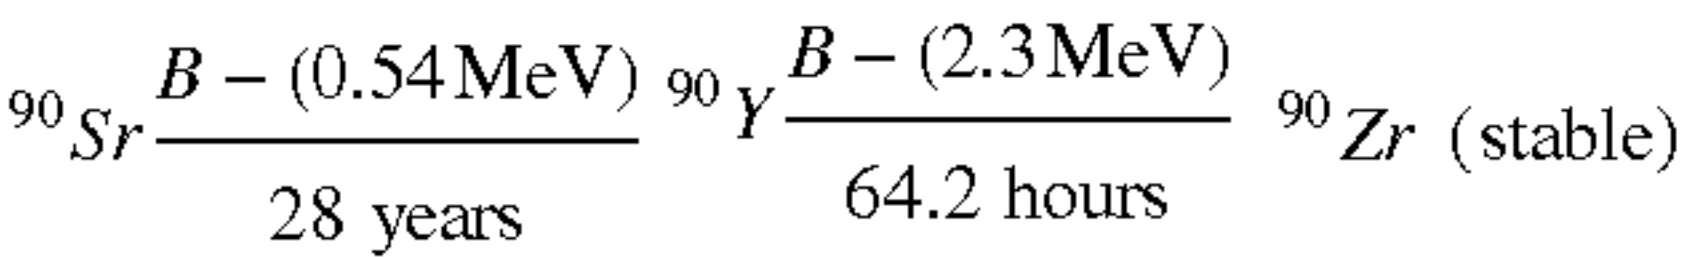 ⁹⁰Sr B − (0.54 MeV) / 28 years ⁹⁰Y B − (2.3 MeV) / 64.2 hours ⁹⁰Zr (stable)